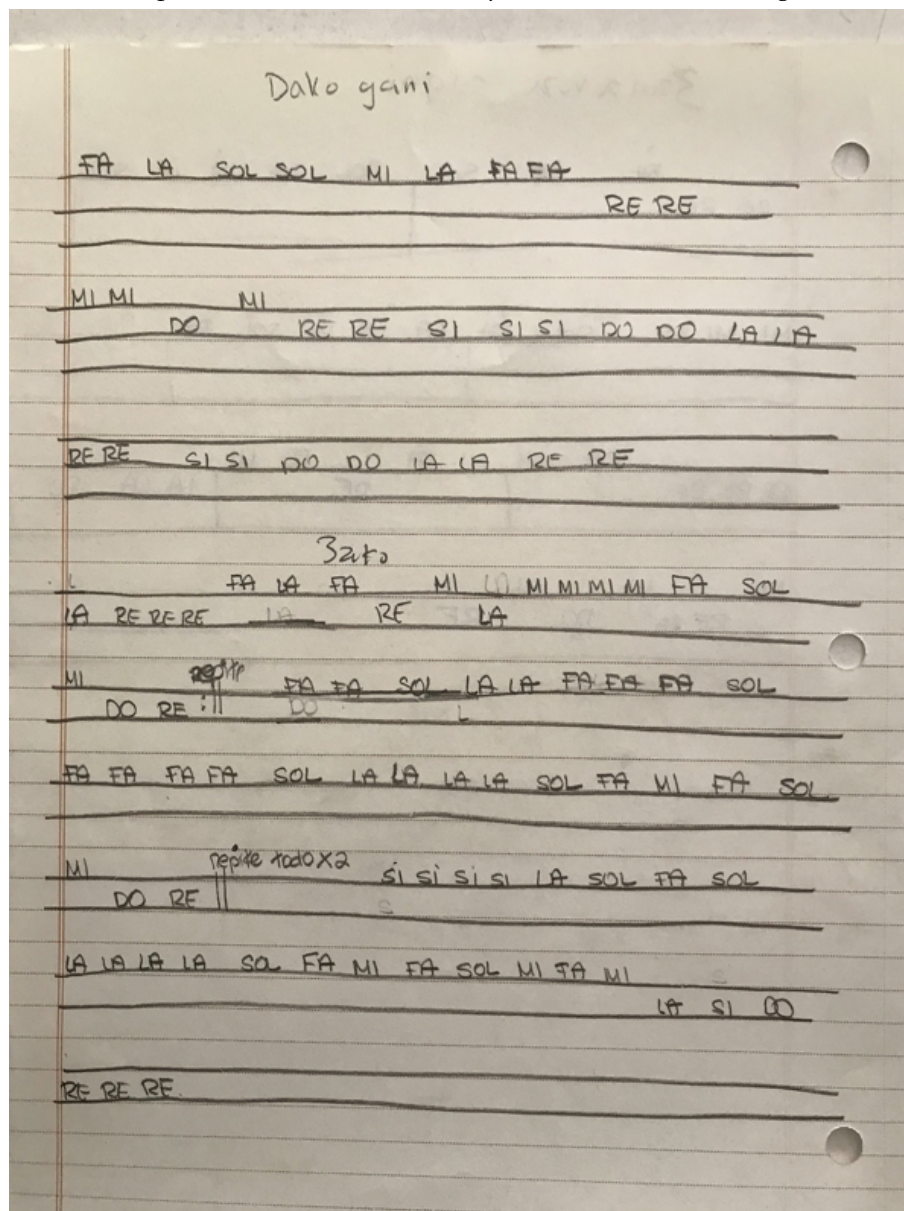 Dako gani
FA LA SOL SOL MI LA FA FA
RE RE
MI MI MI
DO RE RE SI SI SI DO DO LA LA
RE RE SI SI DO DO LA LA RE RE
FA LA FA MI MI MI MI MI FA SOL
LA RE RE RE LA RE LA
repite
MI FA FA SOL LA LA FA FA FA SOL
DO RE DO L
FA FA FA FA SOL LA LA LA LA SOL FA MI FA SOL
repite todo X2
MI Si Si Si SI LA SOL FA SOL
DO RE S
LA LA LA LA SOL FA MI FA SOL MI FA MI
LA SI DO
RE RE RE.